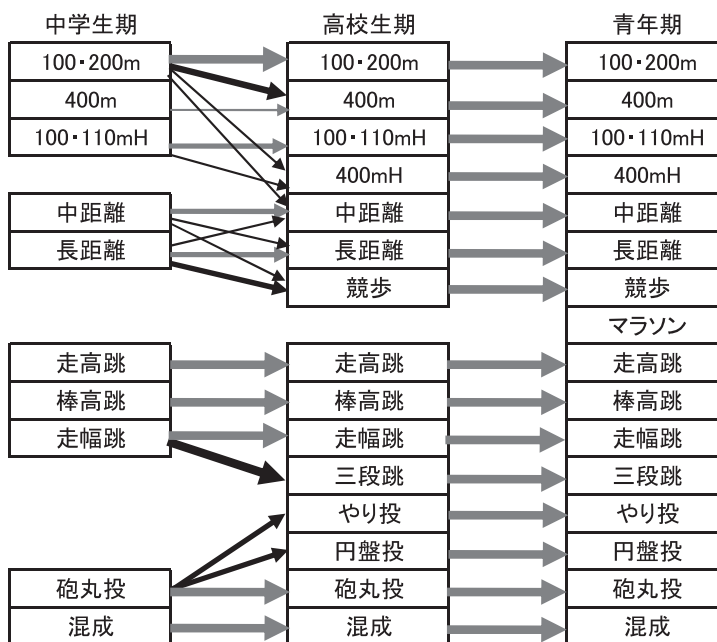 中学生期
100・200m
400m
100・110mH
中距離
長距離
走高跳
棒高跳
走幅跳
砲丸投
混成
高校生期
100・200m
400m
100・110mH
400mH
中距離
長距離
競歩
走高跳
棒高跳
走幅跳
三段跳
やり投
円盤投
砲丸投
混成
青年期
100・200m
400m
100・110mH
400mH
中距離
長距離
競歩
マラソン
走高跳
棒高跳
走幅跳
三段跳
やり投
円盤投
砲丸投
混成